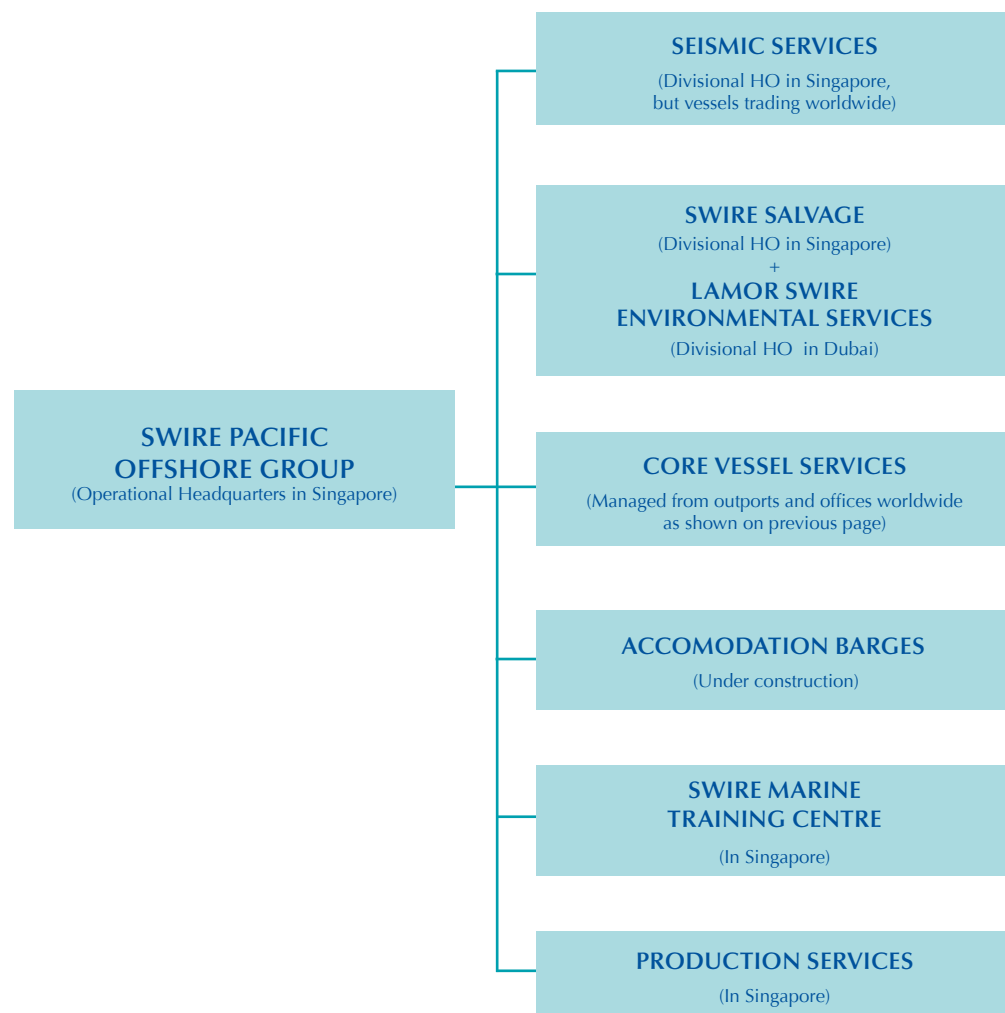 SEISMIC SERVICES
(Divisional HO in Singapore,
but vessels trading worldwide)
SWIRE SALVAGE
(Divisional HO in Singapore)
+
LAMOR SWIRE
ENVIRONMENTAL SERVICES
(Divisional HO in Dubai)
SWIRE PACIFIC
OFFSHORE GROUP
(Operational Headquarters in Singapore)
CORE VESSEL SERVICES
(Managed from outports and offices worldwide
as shown on previous page)
ACCOMODATION BARGES
(Under construction)
SWIRE MARINE
TRAINING CENTRE
(In Singapore)
PRODUCTION SERVICES
(In Singapore)